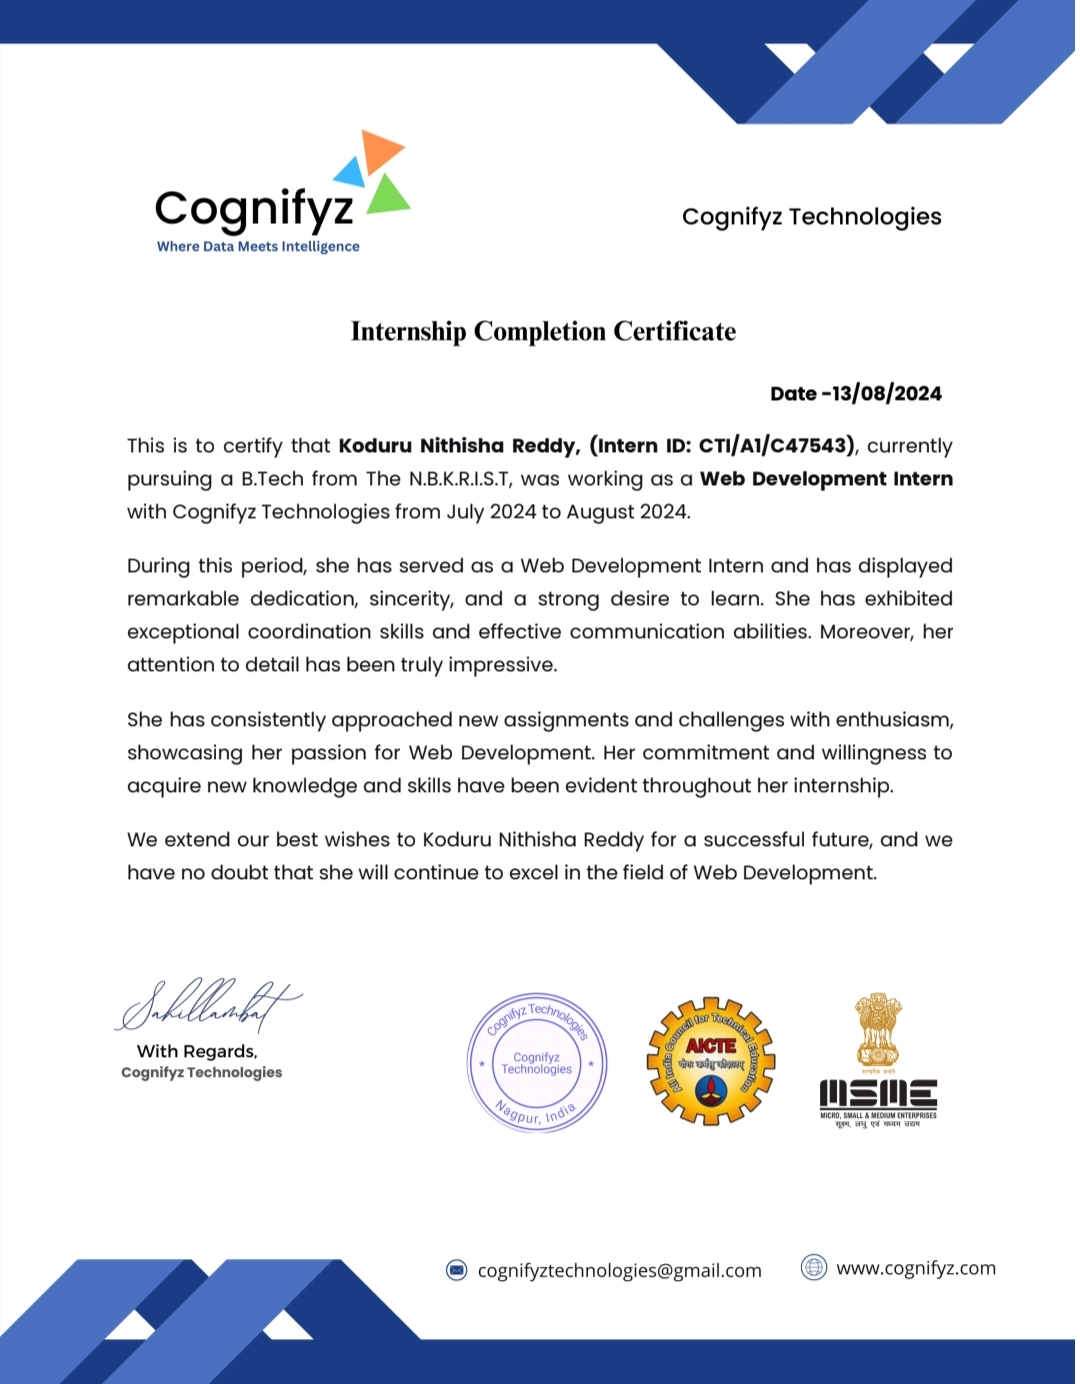 Cognifyz
Where Data Meets Intelligence
Cognifyz Technologies
Internship Completion Certificate
Date -13/08/2024
This is to certify that Koduru Nithisha Reddy, (Intern ID: CTI/A1/C47543), currently
pursuing a B.Tech from The N.B.K.R.I.S.T, was working as a Web Development Intern
with Cognifyz Technologies from July 2024 to August 2024.
During this period, she has served as a Web Development Intern and has displayed
remarkable dedication, sincerity, and a strong desire to learn. She has exhibited
exceptional coordination skills and effective communication abilities. Moreover, her
attention to detail has been truly impressive.
She has consistently approached new assignments and challenges with enthusiasm,
showcasing her passion for Web Development. Her commitment and willingness to
acquire new knowledge and skills have been evident throughout her internship.
We extend our best wishes to Koduru Nithisha Reddy for a successful future, and we
have no doubt that she will continue to excel in the field of Web Development.
With Regards,
Cognifyz Technologies
Cognifyz Technologies
Cognifyz
Technologies
Nagpur, India
All India Council for Technical Education
AICTE
योगः कर्मसु कौशलम्
सत्यमेव जयते
MSME
MICRO, SMALL & MEDIUM ENTERPRISES
सूक्ष्म, लघु एवं मध्यम उद्यम
cognifyztechnologies@gmail.com
www.cognifyz.com